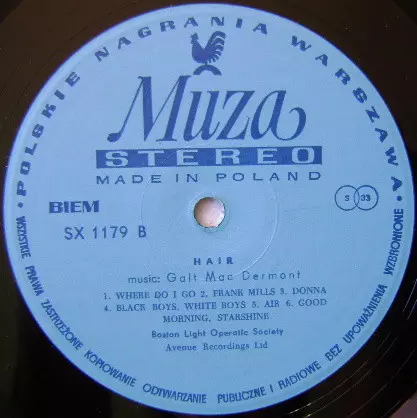 • POLSKIE NAGRANIA WARSZAWA •
Muza
STEREO
MADE IN POLAND
BIEM
S 33
SX 1179 B
HAIR
music: Galt Mac Dermont
1. WHERE DO I GO 2. FRANK MILLS 3. DONNA
4. BLACK BOYS, WHITE BOYS 5. AIR 6. GOOD
MORNING, STARSHINE
Boston Light Operatic Society
Avenue Recordings Ltd
WSZYSTKIE PRAWA ZASTRZEŻONE KOPIOWANIE ODTWARZANIE PUBLICZNE I RADIOWE BEZ UPOWAŻNIENIA WZBRONIONE